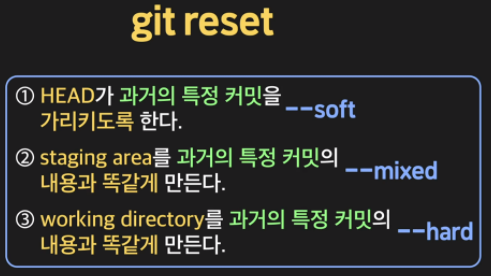 git reset
① HEAD가 과거의 특정 커밋을 --soft
가리키도록 한다.
② staging area를 과거의 특정 커밋의 --mixed
내용과 똑같게 만든다.
③ working directory를 과거의 특정 커밋의 --hard
내용과 똑같게 만든다.